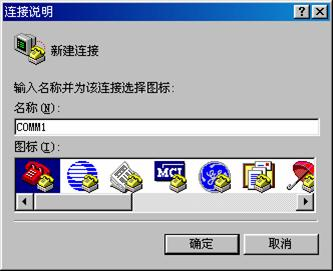 连接说明
新建连接
输入名称并为该连接选择图标:
名称(N):
COMM1
图标(I):
MCI
确定
取消